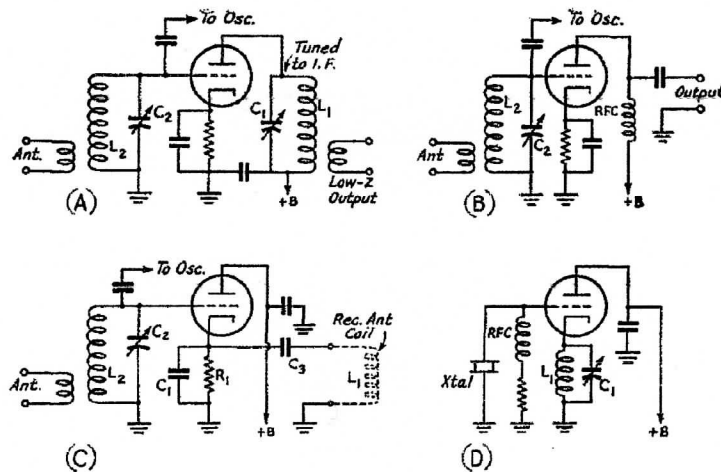 To Osc.
Tuned
to I.F.
C₂
C₁
L₁
L₂
Ant.
+B
Low-Z
Output
(A)
To Osc.
L₂
C₂
RFC
Output
Ant
+B
(B)
To Osc.
C₂
L₂
Rec. Ant
Coil
C₃
C₁
R₁
L₁
Ant.
+B
(C)
RFC
Xtal
L₁
C₁
+B
(D)